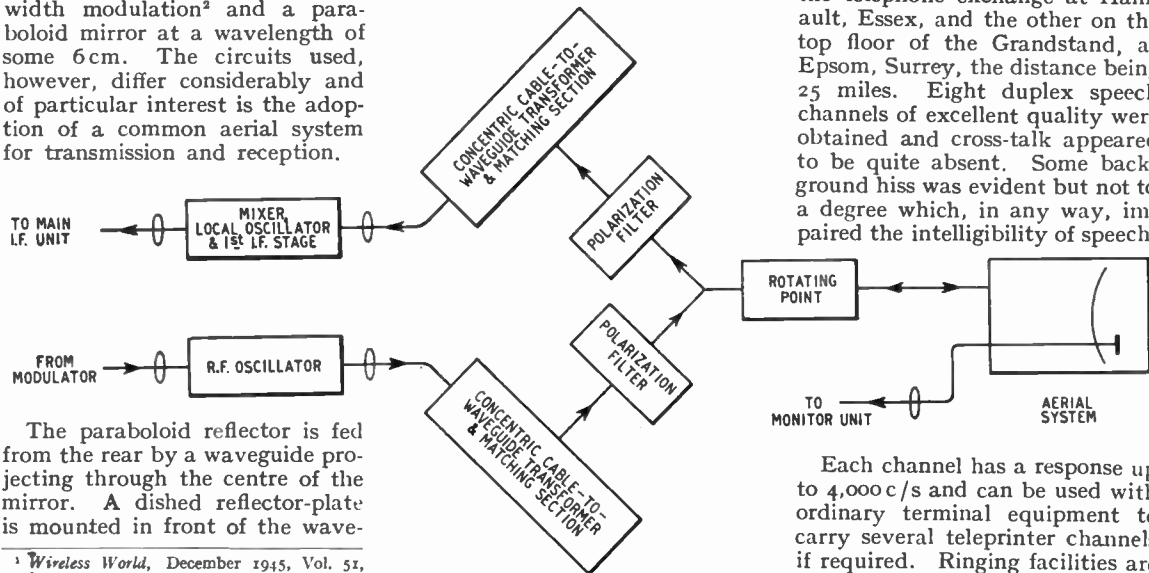 width modulation² and a para-
boloid mirror at a wavelength of
some 6 cm. The circuits used,
however, differ considerably and
of particular interest is the adop-
tion of a common aerial system
for transmission and reception.
TO MAIN
I.F. UNIT
MIXER,
LOCAL OSCILLATOR
& 1st I.F. STAGE
CONCENTRIC CABLE-TO-
WAVEGUIDE TRANSFORMER
& MATCHING SECTION
POLARIZATION
FILTER
FROM
MODULATOR
R.F. OSCILLATOR
CONCENTRIC CABLE-TO-
WAVEGUIDE TRANSFORMER
& MATCHING SECTION
POLARIZATION
FILTER
ROTATING
POINT
TO
MONITOR UNIT
AERIAL
SYSTEM
The paraboloid reflector is fed
from the rear by a waveguide pro-
jecting through the centre of the
mirror. A dished reflector-plate
is mounted in front of the wave-
¹ Wireless World, December 1945, Vol. 51,
telephone exchange at
ault, Essex, and the other on
top floor of the Grandstand,
Epsom, Surrey, the distance
25 miles. Eight duplex
channels of excellent quality
obtained and cross-talk appeared
to be quite absent. Some back-
ground hiss was evident but not to
a degree which, in any way, im-
paired the intelligibility of speech.
Each channel has a response
to 4,000 c/s and can be used
ordinary terminal equipment
carry several teleprinter channels
if required. Ringing facilities